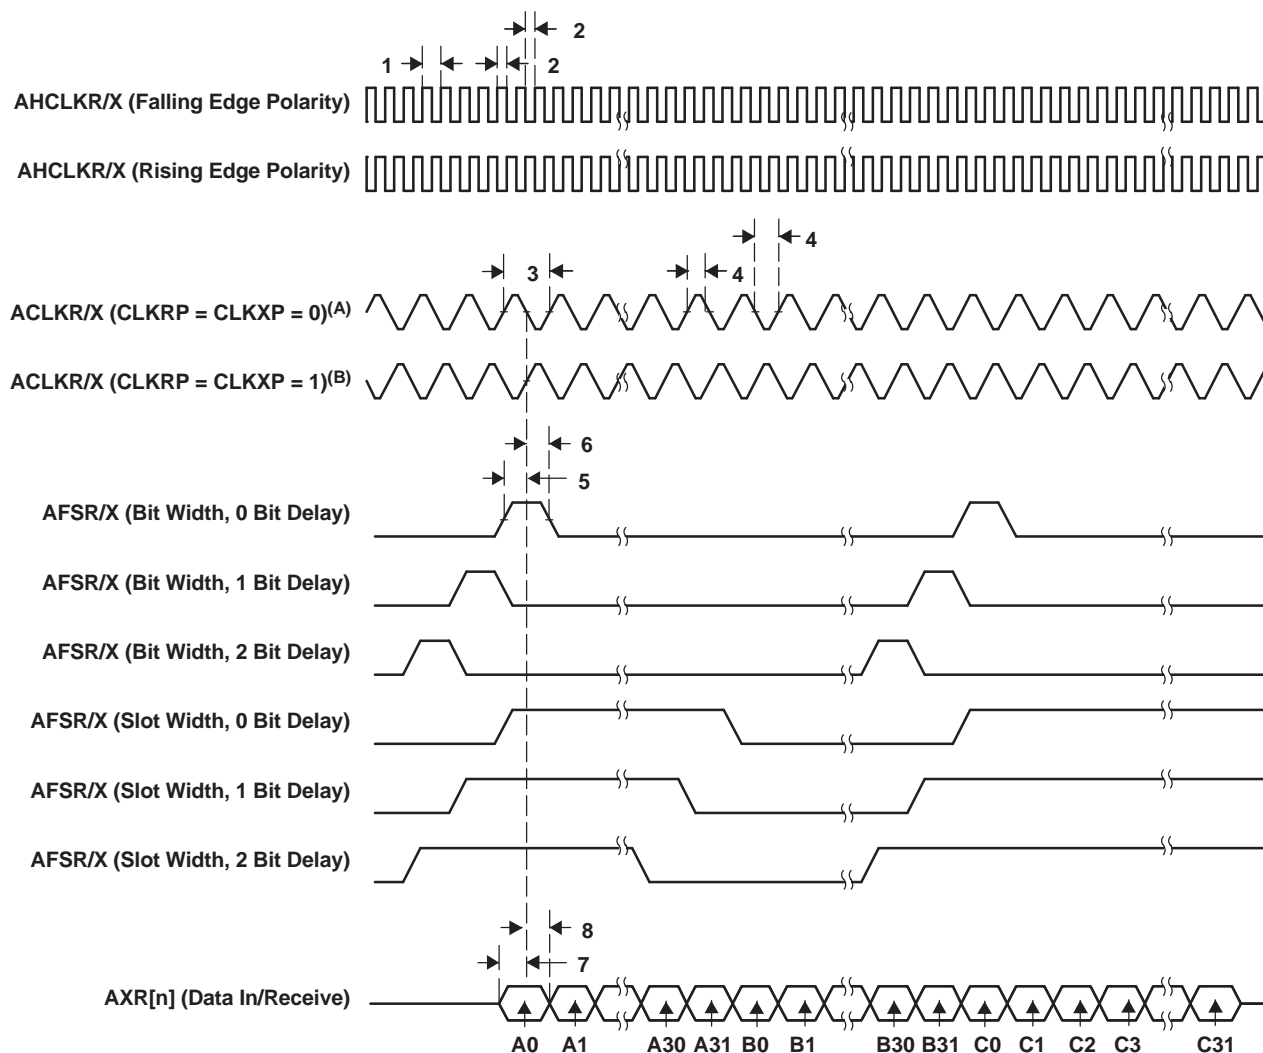 2
1
2
AHCLKR/X (Falling Edge Polarity)
AHCLKR/X (Rising Edge Polarity)
4
3
4
ACLKR/X (CLKRP = CLKXP = 0)(A)
ACLKR/X (CLKRP = CLKXP = 1)(B)
6
5
AFSR/X (Bit Width, 0 Bit Delay)
AFSR/X (Bit Width, 1 Bit Delay)
AFSR/X (Bit Width, 2 Bit Delay)
AFSR/X (Slot Width, 0 Bit Delay)
AFSR/X (Slot Width, 1 Bit Delay)
AFSR/X (Slot Width, 2 Bit Delay)
8
7
AXR[n] (Data In/Receive)
A0 A1 A30 A31 B0 B1 B30 B31 C0 C1 C2 C3 C31